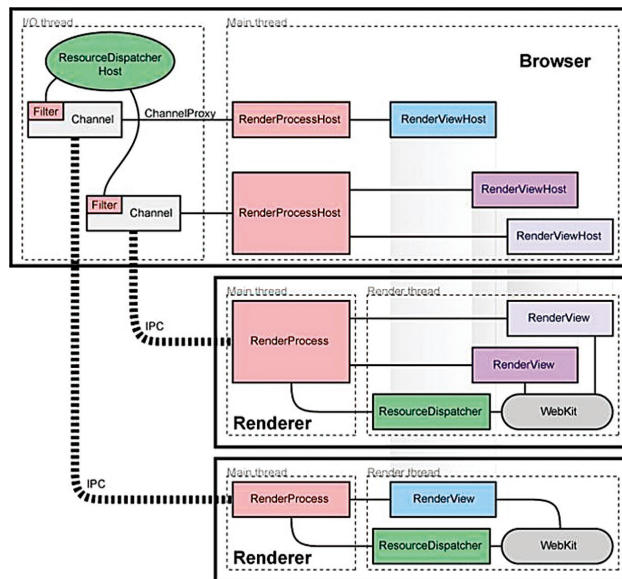 I/O thread
Main thread
ResourceDispatcher
Host
Browser
Filter
Channel
ChannelProxy
RenderProcessHost
RenderViewHost
Filter
Channel
RenderProcessHost
RenderViewHost
RenderViewHost
Main thread
Render thread
IPC
RenderProcess
RenderView
RenderView
ResourceDispatcher
WebKit
Renderer
Main thread
Render thread
IPC
RenderProcess
RenderView
ResourceDispatcher
WebKit
Renderer